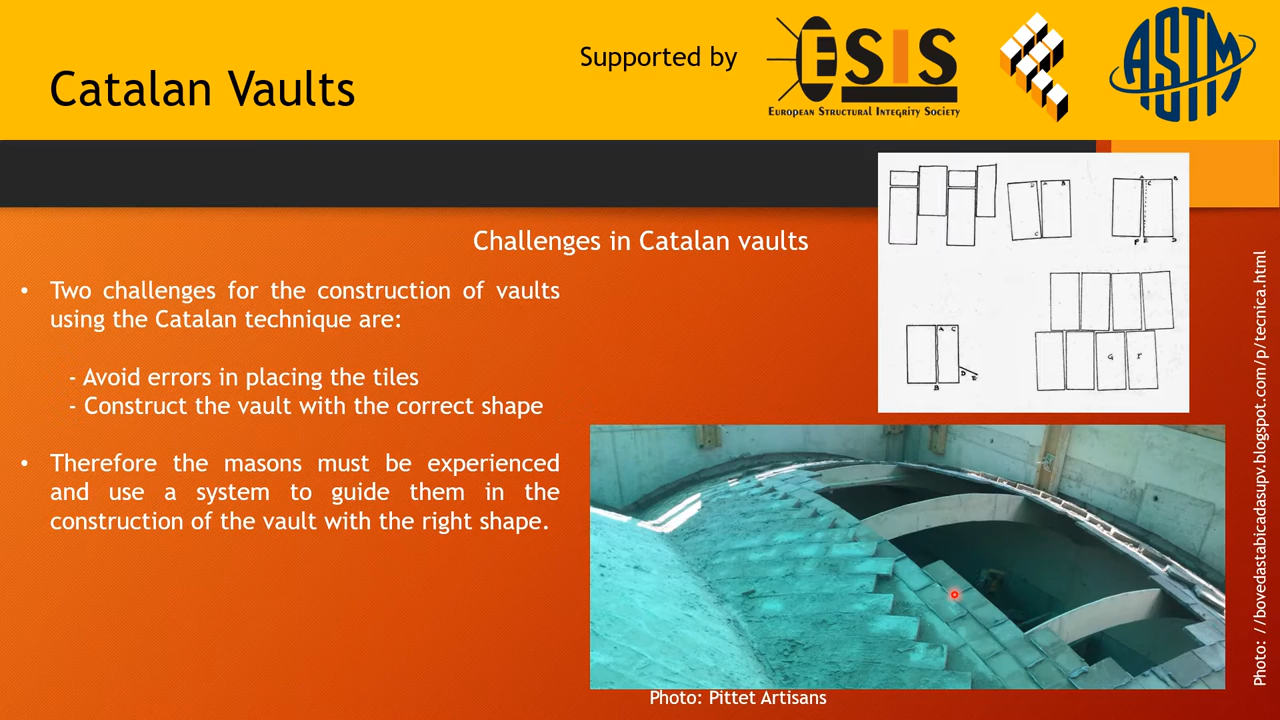 Supported by
ESIS
EUROPEAN STRUCTURAL INTEGRITY SOCIETY
ASTM
Catalan Vaults
Challenges in Catalan vaults
• Two challenges for the construction of vaults
using the Catalan technique are:
- Avoid errors in placing the tiles
- Construct the vault with the correct shape
• Therefore the masons must be experienced
and use a system to guide them in the
construction of the vault with the right shape.
Photo: Pittet Artisans
Photo: //bovedastabicadasupv.blogspot.com/p/tecnica.html